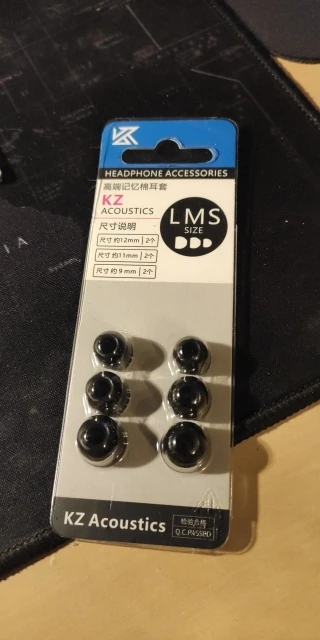 KZ
HEADPHONE ACCESSORIES
高端记忆棉耳套
KZ
ACOUSTICS
LMS
SIZE
尺寸说明
尺寸 约12mm 2个
尺寸 约11mm 2个
尺寸 约 9 mm 2个
KZ Acoustics
检验合格
Q.C.PASSED
I A